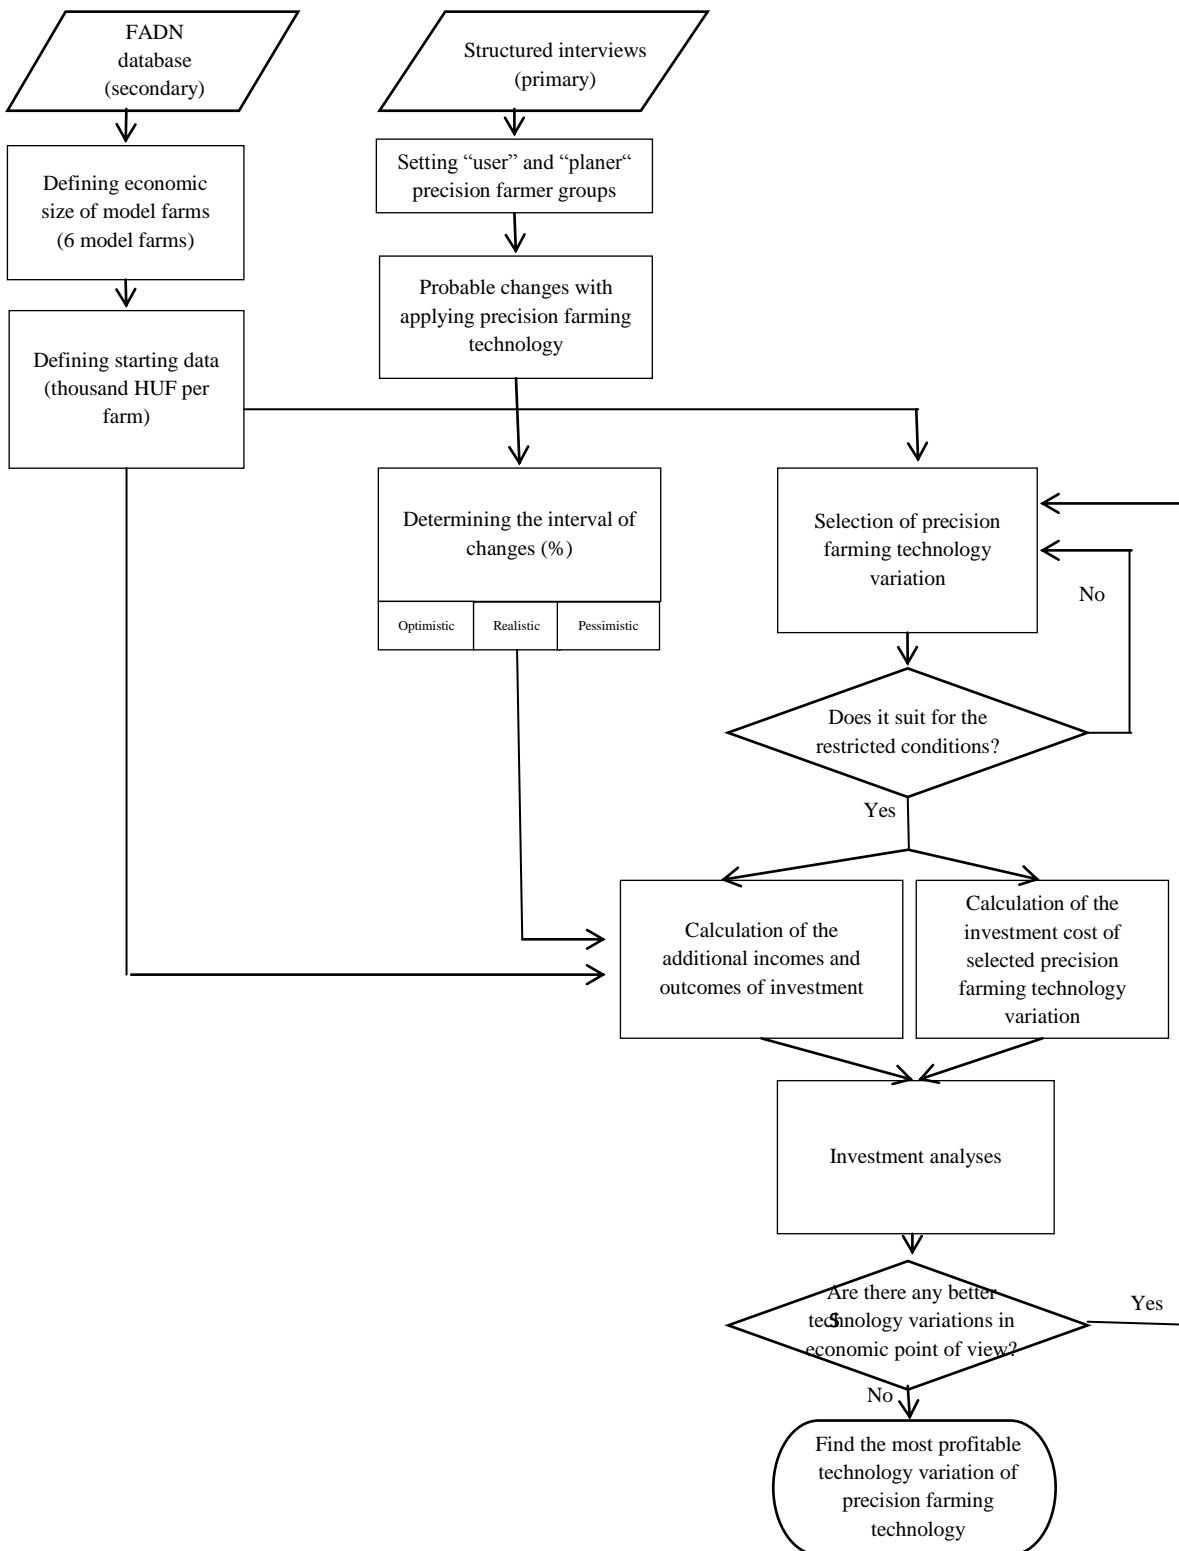 FADN
database
(secondary)
Structured interviews
(primary)
Setting “user” and “planer“
precision farmer groups
Defining economic
size of model farms
(6 model farms)
Probable changes with
applying precision farming
technology
Defining starting data
(thousand HUF per
farm)
Determining the interval of
changes (%)
Optimistic
Realistic
Pessimistic
Selection of precision
farming technology
variation
No
Does it suit for the
restricted conditions?
Yes
Calculation of the
additional incomes and
outcomes of investment
Calculation of the
investment cost of
selected precision
farming technology
variation
Investment analyses
Are there any better
technology variations in
economic point of view?
S
Yes
No
Find the most profitable
technology variation of
precision farming
technology